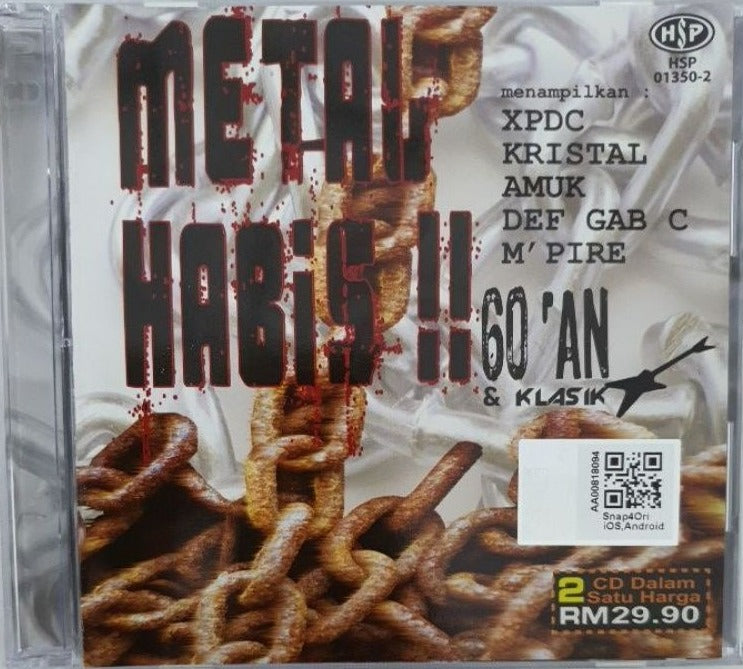 METAL
HABiS !!
HSP
HSP
01350-2
menampilkan :
XPDC
KRISTAL
AMUK
DEF GAB C
M'PIRE
60'AN
& KLASIK
AA00818094
Snap4Ori
iOS,Android
2 CD Dalam
Satu Harga
RM29.90